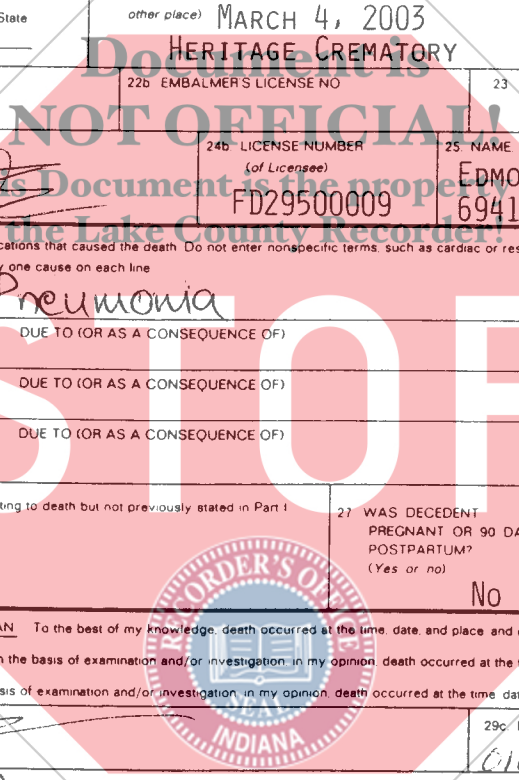 State
other place) MARCH 4, 2003
HERITAGE CREMATORY
Document is
22b EMBALMER'S LICENSE NO
23
NOT OFFICIAL!
24b LICENSE NUMBER
25 NAME
(of Licensee)
EDMO
is Document is the property
FD29500009
6941
the Lake County Recorder!
cations that caused the death Do not enter nonspecific terms, such as cardiac or res
y one cause on each line
Pneumonia
DUE TO (OR AS A CONSEQUENCE OF)
STOP
DUE TO (OR AS A CONSEQUENCE OF)
DUE TO (OR AS A CONSEQUENCE OF)
ting to death but not previously stated in Part I
27 WAS DECEDENT
PREGNANT OR 90 DA
POSTPARTUM?
(Yes or no)
No
RECORDER'S OFFICE
AN To the best of my knowledge, death occurred at the time, date, and place and
n the basis of examination and/or investigation, in my opinion, death occurred at the
sis of examination and/or investigation, in my opinion, death occurred at the time dat
SEAL
INDIANA
29c